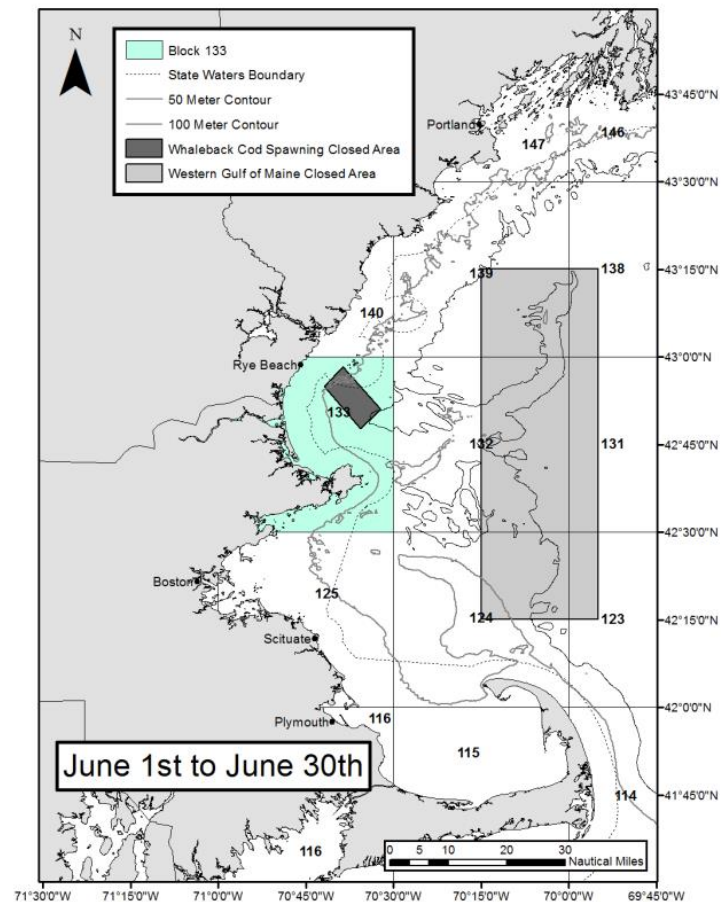 N
Block 133
State Waters Boundary
50 Meter Contour
100 Meter Contour
Whaleback Cod Spawning Closed Area
Western Gulf of Maine Closed Area
43°45'0"N
Portland
147
146
43°30'0"N
139
138
43°15'0"N
140
Rye Beach
43°0'0"N
133
132
131
42°45'0"N
42°30'0"N
Boston
125
124
123
42°15'0"N
Scituate
42°0'0"N
Plymouth
116
115
June 1st to June 30th
114
41°45'0"N
116
0 5 10 20 30
Nautical Miles
71°30'0"W 71°15'0"W 71°0'0"W 70°45'0"W 70°30'0"W 70°15'0"W 70°0'0"W 69°45'0"W